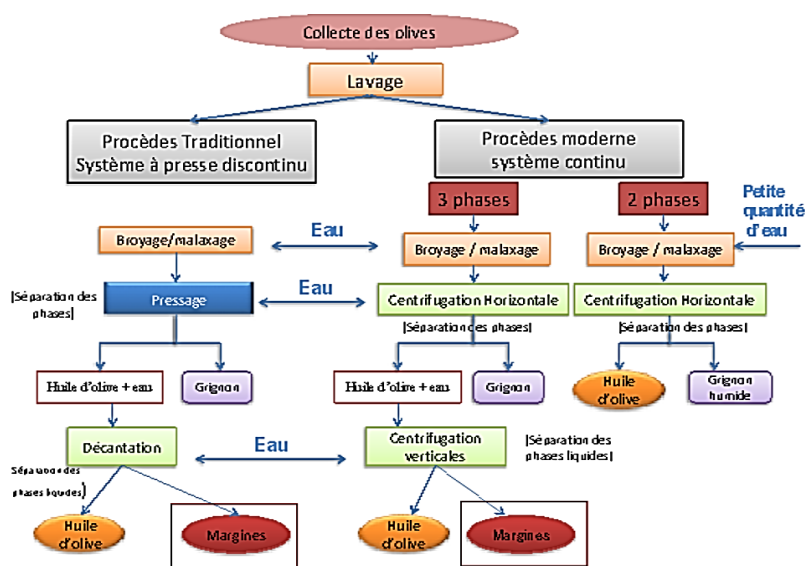 Collecte des olives
Lavage
Procèdes Traditionnel
Système à presse discontinu
Procèdes moderne
système continu
3 phases
2 phases
Petite
quantité
d'eau
Broyage/malaxage
Eau
Broyage / malaxage
Broyage / malaxage
|Séparation des
phases|
Pressage
Eau
Centrifugation Horizontale
Centrifugation Horizontale
|Séparation des phases|
|Séparation des phases|
Huile d'olive + eau
Grignon
Huile d'olive + eau
Grignon
Huile
d'olive
Grignon
humide
Décantation
Eau
Centrifugation
verticales
|Séparation des
phases liquides|
Séparation des
phases liquides)
Huile
d'olive
Margines
Huile
d'olive
Margines